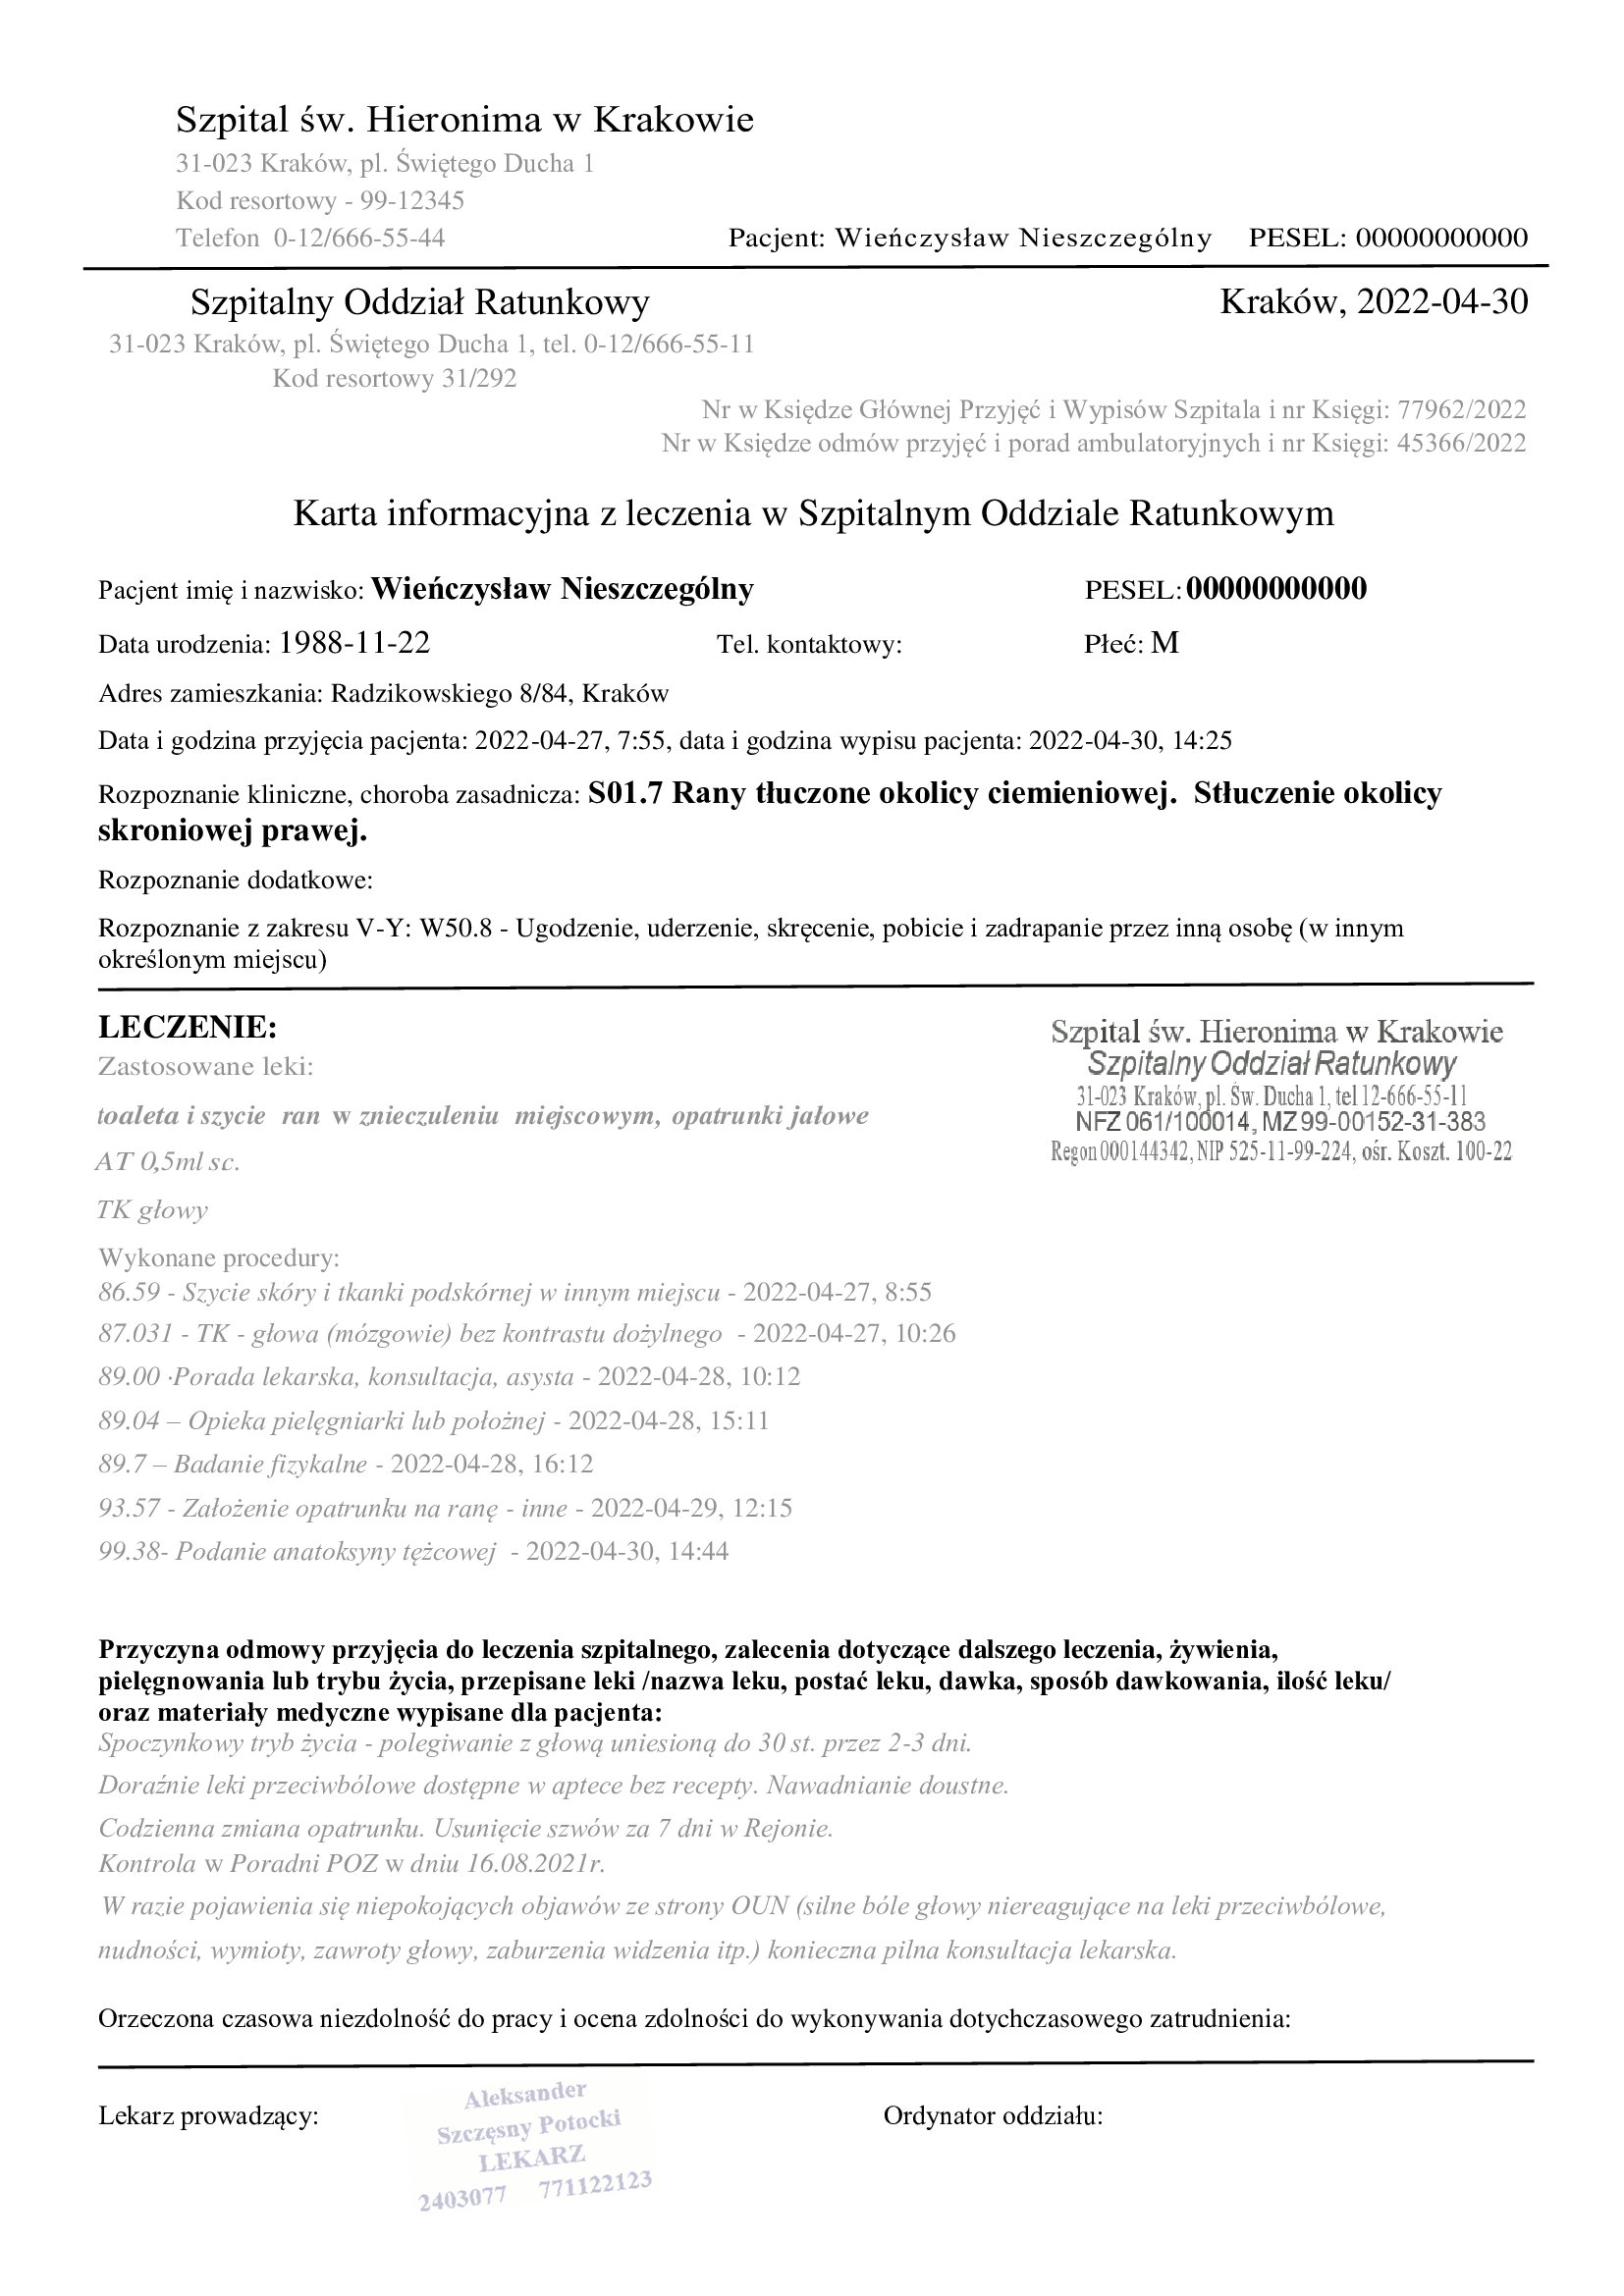 Szpital św. Hieronima w Krakowie
31-023 Kraków, pl. Świętego Ducha 1
Kod resortowy - 99-12345
Telefon 0-12/666-55-44
Pacjent: Wieńczysław Nieszczególny PESEL: 00000000000
Szpitalny Oddział Ratunkowy
Kraków, 2022-04-30
31-023 Kraków, pl. Świętego Ducha 1, tel. 0-12/666-55-11
Kod resortowy 31/292
Nr w Księdze Głównej Przyjęć i Wypisów Szpitala i nr Księgi: 77962/2022
Nr w Księdze odmów przyjęć i porad ambulatoryjnych i nr Księgi: 45366/2022
Karta informacyjna z leczenia w Szpitalnym Oddziale Ratunkowym
Pacjent imię i nazwisko: Wieńczysław Nieszczególny PESEL: 00000000000
Data urodzenia: 1988-11-22 Tel. kontaktowy: Płeć: M
Adres zamieszkania: Radzikowskiego 8/84, Kraków
Data i godzina przyjęcia pacjenta: 2022-04-27, 7:55, data i godzina wypisu pacjenta: 2022-04-30, 14:25
Rozpoznanie kliniczne, choroba zasadnicza: S01.7 Rany tłuczone okolicy ciemieniowej. Stłuczenie okolicy
skroniowej prawej.
Rozpoznanie dodatkowe:
Rozpoznanie z zakresu V-Y: W50.8 - Ugodzenie, uderzenie, skręcenie, pobicie i zadrapanie przez inną osobę (w innym
określonym miejscu)
LECZENIE:
Zastosowane leki:
toaleta i szycie ran w znieczuleniu miejscowym, opatrunki jałowe
AT 0,5ml sc.
TK głowy
Szpital św. Hieronima w Krakowie
Szpitalny Oddział Ratunkowy
31-023 Kraków, pl. Św. Ducha 1, tel 12-666-55-11
NFZ 061/100014, MZ 99-00152-31-383
Regon 000144342, NIP 525-11-99-224, ośr. Koszt. 100-22
Wykonane procedury:
86.59 - Szycie skóry i tkanki podskórnej w innym miejscu - 2022-04-27, 8:55
87.031 - TK - głowa (mózgowie) bez kontrastu dożylnego - 2022-04-27, 10:26
89.00 ·Porada lekarska, konsultacja, asysta - 2022-04-28, 10:12
89.04 – Opieka pielęgniarki lub położnej - 2022-04-28, 15:11
89.7 – Badanie fizykalne - 2022-04-28, 16:12
93.57 - Założenie opatrunku na ranę - inne - 2022-04-29, 12:15
99.38- Podanie anatoksyny tężcowej - 2022-04-30, 14:44
Przyczyna odmowy przyjęcia do leczenia szpitalnego, zalecenia dotyczące dalszego leczenia, żywienia,
pielęgnowania lub trybu życia, przepisane leki /nazwa leku, postać leku, dawka, sposób dawkowania, ilość leku/
oraz materiały medyczne wypisane dla pacjenta:
Spoczynkowy tryb życia - polegiwanie z głową uniesioną do 30 st. przez 2-3 dni.
Doraźnie leki przeciwbólowe dostępne w aptece bez recepty. Nawadnianie doustne.
Codzienna zmiana opatrunku. Usunięcie szwów za 7 dni w Rejonie.
Kontrola w Poradni POZ w dniu 16.08.2021r.
W razie pojawienia się niepokojących objawów ze strony OUN (silne bóle głowy niereagujące na leki przeciwbólowe,
nudności, wymioty, zawroty głowy, zaburzenia widzenia itp.) konieczna pilna konsultacja lekarska.
Orzeczona czasowa niezdolność do pracy i ocena zdolności do wykonywania dotychczasowego zatrudnienia:
Lekarz prowadzący:
Aleksander
Szczęsny Potocki
LEKARZ
2403077 771122123
Ordynator oddziału: